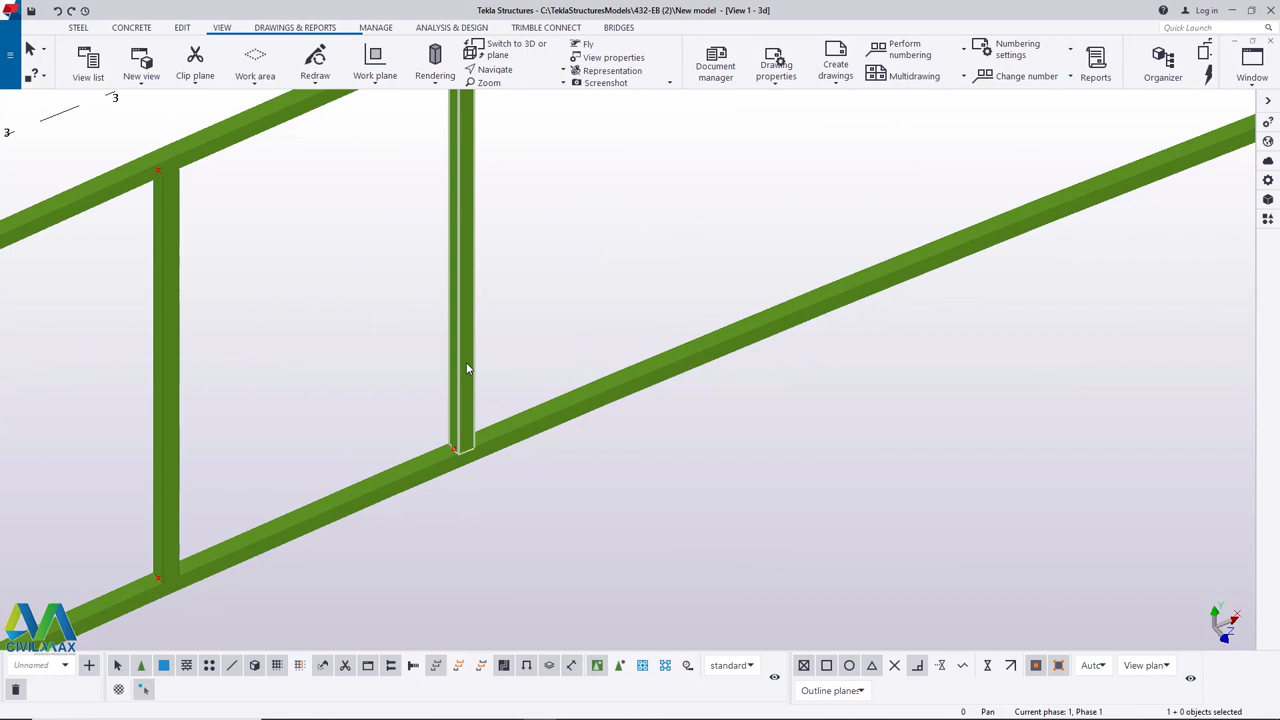 Tekla Structures - C:\TeklaStructuresModels\432-EB (2)\New model - [View 1 - 3d]
Log in
STEEL CONCRETE EDIT VIEW DRAWINGS & REPORTS MANAGE ANALYSIS & DESIGN TRIMBLE CONNECT BRIDGES
Quick Launch
View list
New view
Clip plane
Work area
Redraw
Work plane
Rendering
Switch to 3D or plane
Navigate
Zoom
Fly
View properties
Representation
Screenshot
Document manager
Drawing properties
Create drawings
Perform numbering
Multidrawing
Numbering settings
Change number
Reports
Window
3
3
Y
Z
CIVILMAX
Unnamed
standard
Auto
View plan
Outline planes
0 Pan Current phase: 1, Phase 1 1 + 0 objects selected